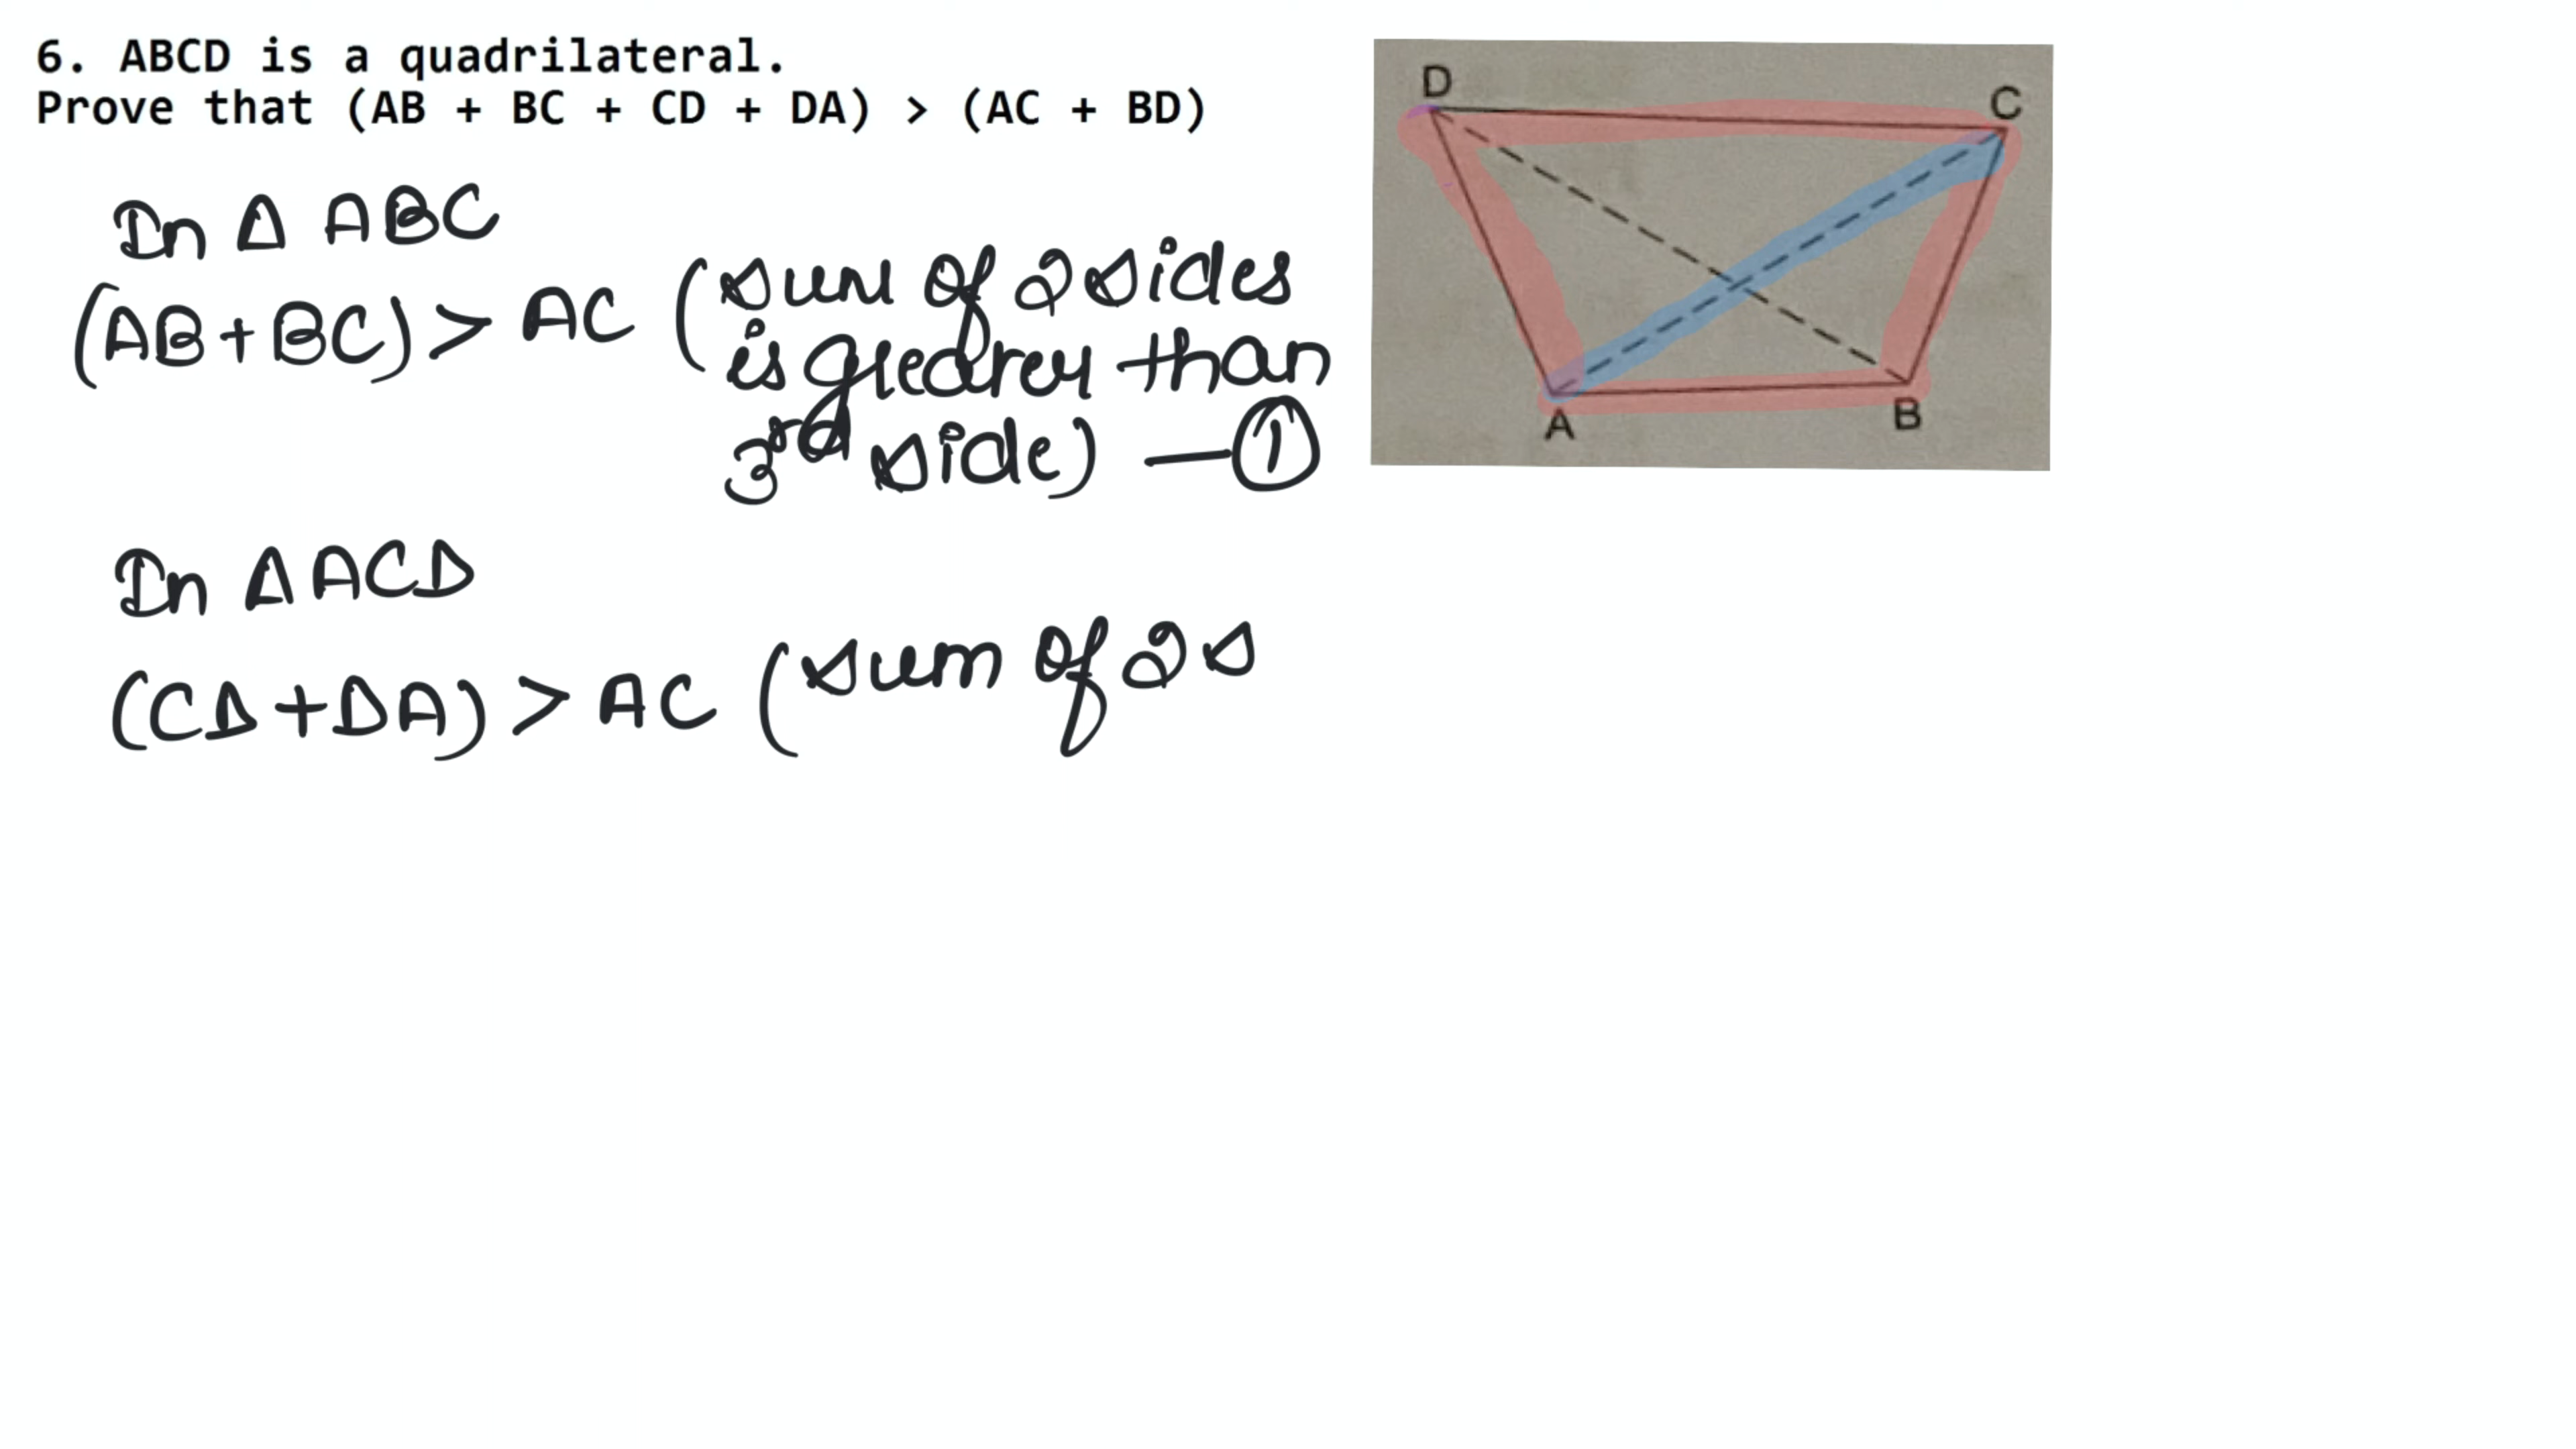 6. ABCD is a quadrilateral.
Prove that (AB + BC + CD + DA) > (AC + BD)
D
C
A
B
In Δ ABC
(AB+BC) > AC (sum of 2 sides
is greater than
3rd side) — ①
In Δ ACD
(CD+DA) > AC (sum of 2 s